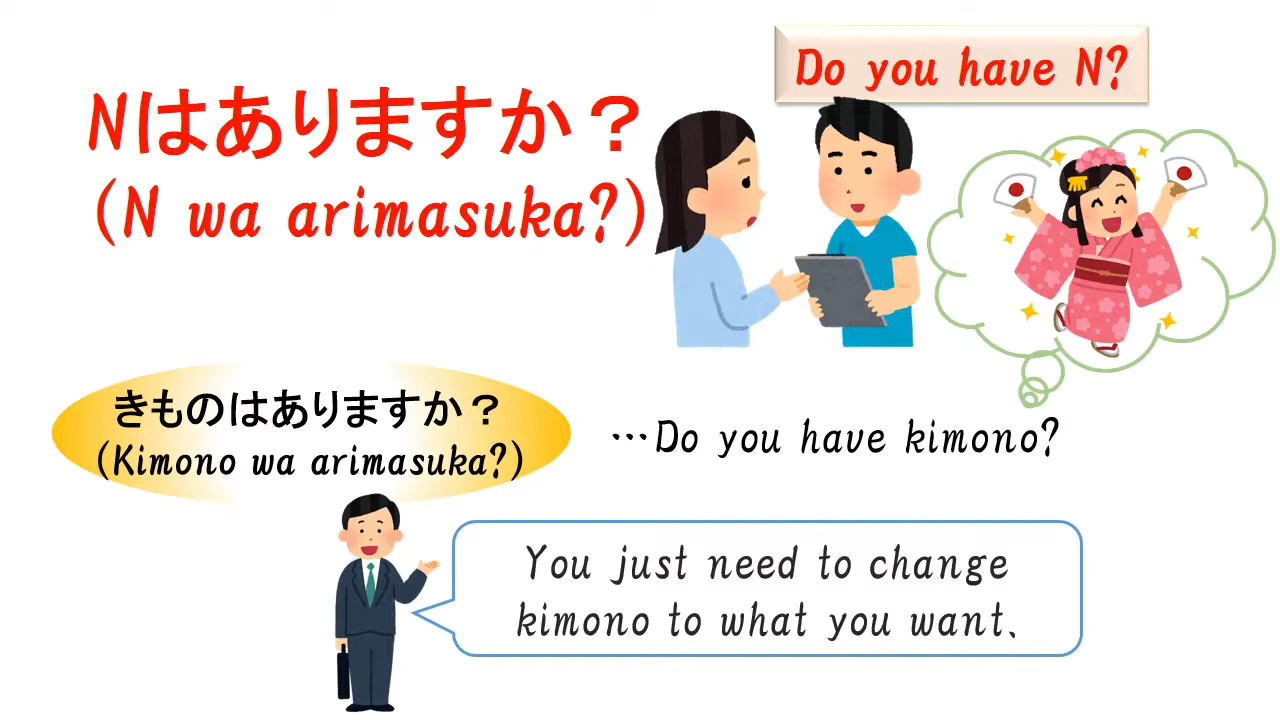 Do you have N?
Nはありますか？
(N wa arimasuka?)
きものはありますか？
(Kimono wa arimasuka?)
…Do you have kimono?
You just need to change
kimono to what you want.